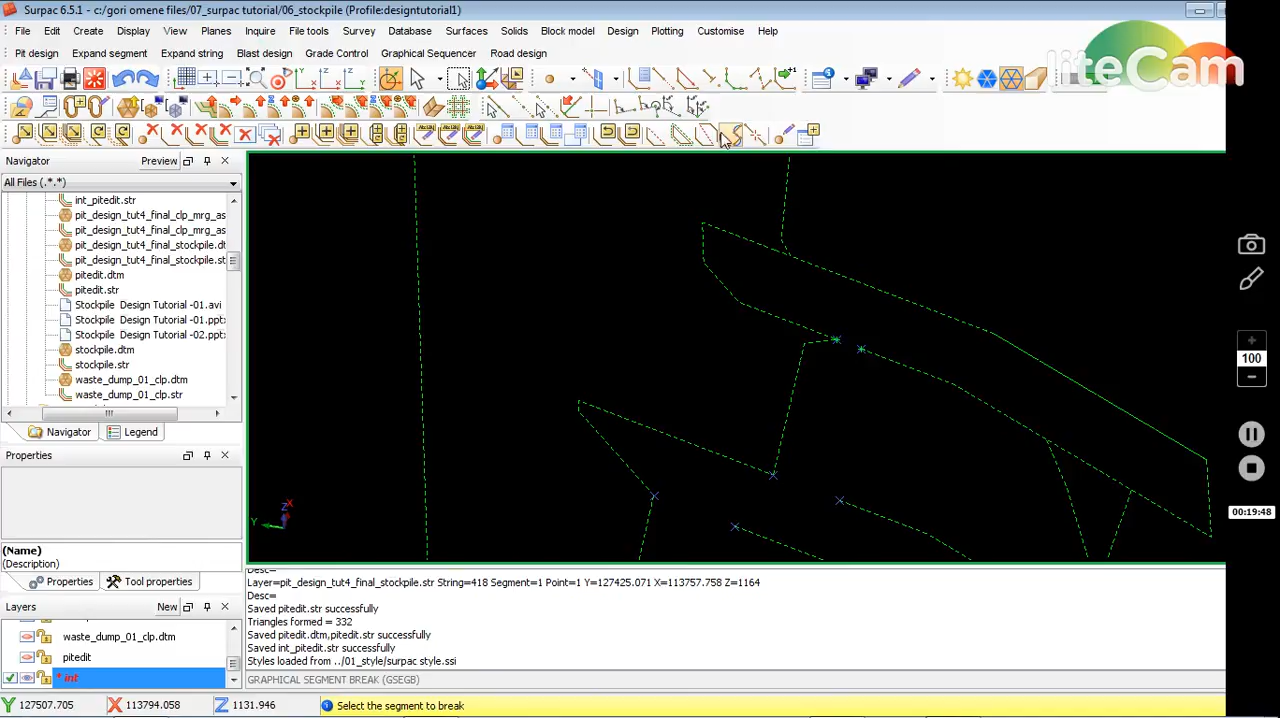 Surpac 6.5.1 - c:/gori omene files/07_surpac tutorial/06_stockpile (Profile:designtutorial1)
File Edit Create Display View Planes Inquire File tools Survey Database Surfaces Solids Block model Design Plotting Customise Help
Pit design Expand segment Expand string Blast design Grade Control Graphical Sequencer Road design
liteCam
Navigator Preview
All Files (.*.*)
int_pitedit.str
pit_design_tut4_final_clp_mrg_as
pit_design_tut4_final_clp_mrg_as
pit_design_tut4_final_stockpile.dt
pit_design_tut4_final_stockpile.st
pitedit.dtm
pitedit.str
Stockpile Design Tutorial -01.avi
Stockpile Design Tutorial -01.pptx
Stockpile Design Tutorial -02.pptx
stockpile.dtm
stockpile.str
waste_dump_01_clp.dtm
waste_dump_01_clp.str
Navigator Legend
Properties
(Name)
(Description)
Properties Tool properties
Layers New
waste_dump_01_clp.dtm
pitedit
* int
Z X
Y
100
00:19:48
Desc=
Layer=pit_design_tut4_final_stockpile.str String=418 Segment=1 Point=1 Y=127425.071 X=113757.758 Z=1164
Desc=
Saved pitedit.str successfully
Triangles formed = 332
Saved pitedit.dtm,pitedit.str successfully
Saved int_pitedit.str successfully
Styles loaded from ../01_style/surpac style.ssi
GRAPHICAL SEGMENT BREAK (GSEGB)
Y 127507.705 X 113794.058 Z 1131.946 Select the segment to break